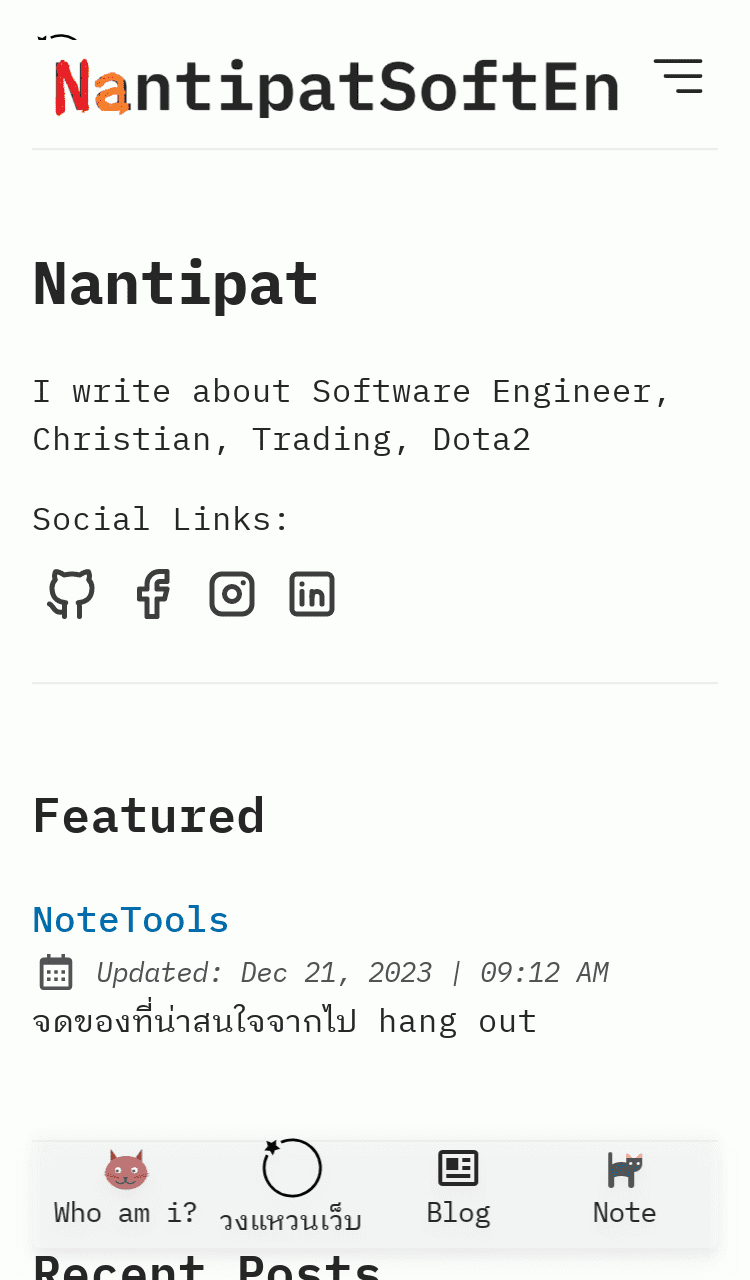 NantipatSoftEn
Nantipat
I write about Software Engineer,
Christian, Trading, Dota2
Social Links:
Featured
NoteTools
Updated: Dec 21, 2023 | 09:12 AM
จดของที่น่าสนใจจากไป hang out
Who am i?
วงแหวนเว็บ
Blog
Note
Recent Posts